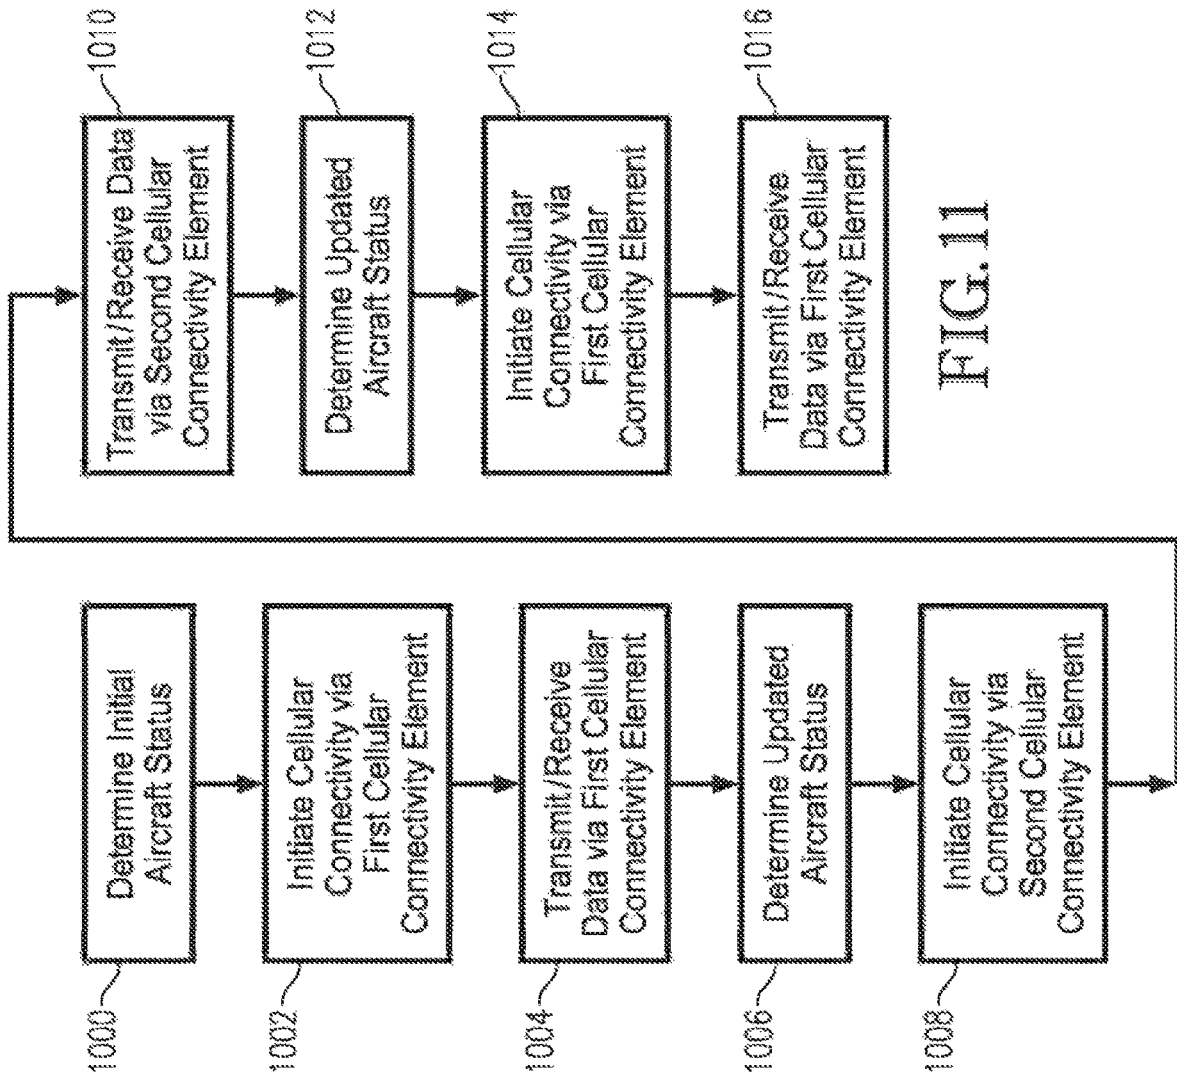 1000
Determine Initial
Aircraft Status
1002
Initiate Cellular
Connectivity via
First Cellular
Connectivity Element
1004
Transmit/Receive
Data via First Cellular
Connectivity Element
1006
Determine Updated
Aircraft Status
1008
Initiate Cellular
Connectivity via
Second Cellular
Connectivity Element
1010
Transmit/Receive Data
via Second Cellular
Connectivity Element
1012
Determine Updated
Aircraft Status
1014
Initiate Cellular
Connectivity via
First Cellular
Connectivity Element
1016
Transmit/Receive
Data via First Cellular
Connectivity Element
FIG. 11